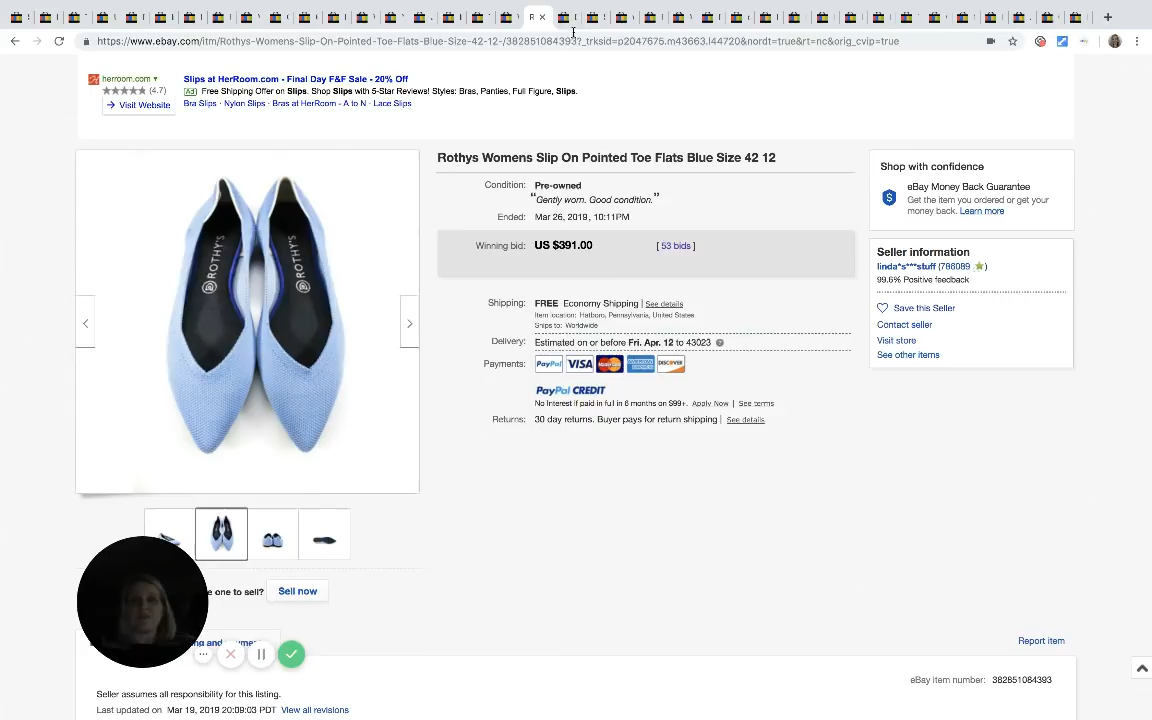 https://www.ebay.com/itm/Rothys-Womens-Slip-On-Pointed-Toe-Flats-Blue-Size-42-12-/382851084393?_trksid=p2047675.m43663.l44720&nordt=true&rt=nc&orig_cvip=true
herroom.com
(4.7)
Visit Website
Slips at HerRoom.com - Final Day F&F Sale - 20% Off
Ad Free Shipping Offer on Slips. Shop Slips with 5-Star Reviews! Styles: Bras, Panties, Full Figure, Slips.
Bra Slips · Nylon Slips · Bras at HerRoom - A to N · Lace Slips
ROTHY'S
ROTHY'S
Rothys Womens Slip On Pointed Toe Flats Blue Size 42 12
Condition: Pre-owned
"Gently worn. Good condition."
Ended: Mar 26, 2019 , 10:11PM
Winning bid: US $391.00 [ 53 bids ]
Shipping: FREE Economy Shipping | See details
Item location: Hatboro, Pennsylvania, United States
Ships to: Worldwide
Delivery: Estimated on or before Fri. Apr. 12 to 43023
Payments: PayPal VISA MasterCard AMERICAN EXPRESS DISCOVER
PayPal CREDIT
No Interest if paid in full in 6 months on $99+. Apply Now | See terms
Returns: 30 day returns. Buyer pays for return shipping | See details
Shop with confidence
eBay Money Back Guarantee
Get the item you ordered or get your
money back. Learn more
Seller information
linda*s***stuff (786089 )
99.6% Positive feedback
Save this Seller
Contact seller
Visit store
See other items
e one to sell? Sell now
Report item
eBay item number: 382851084393
Seller assumes all responsibility for this listing.
Last updated on Mar 19, 2019 20:09:03 PDT View all revisions